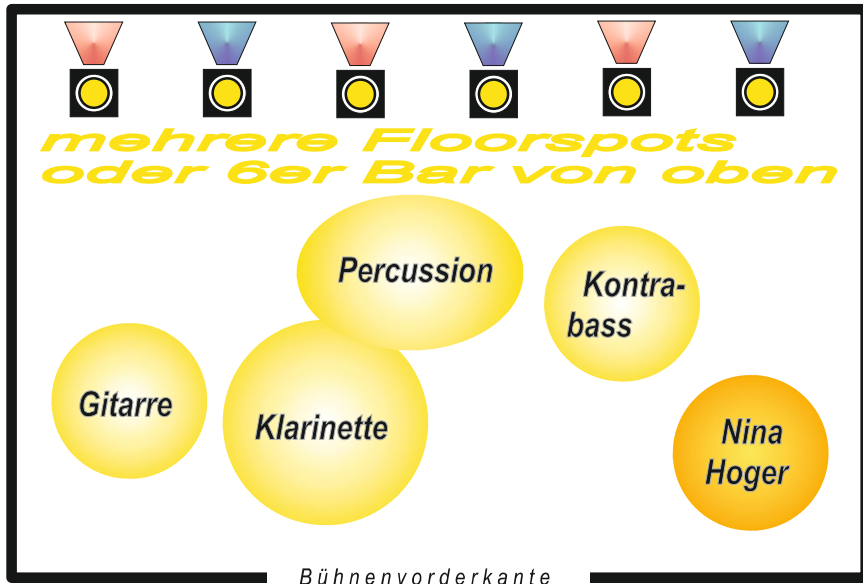 mehrere Floorspots
oder 6er Bar von oben
Percussion
Kontra-
bass
Gitarre
Klarinette
Nina
Hoger
Bühnenvorderkante